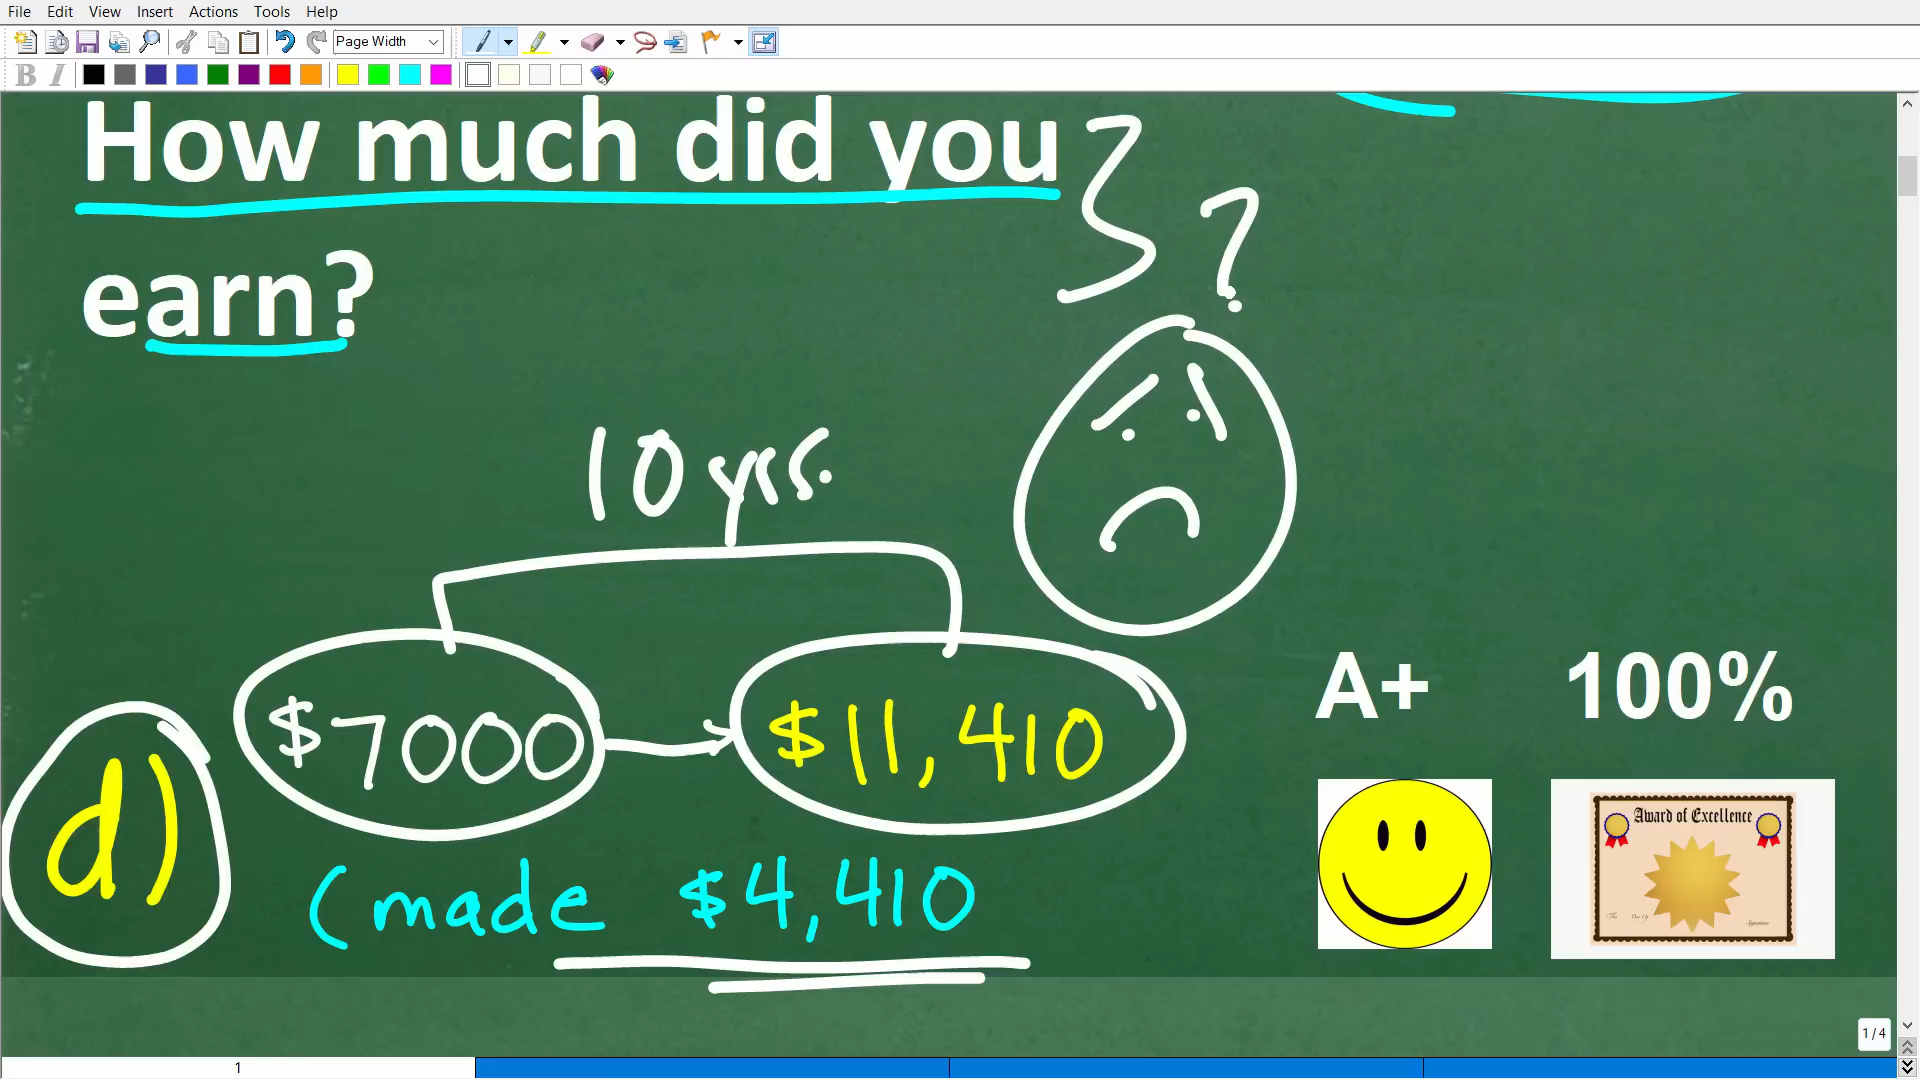 File Edit View Insert Actions Tools Help
Page Width
B I
How much did you
earn?
?
10 yrs.
$7000 $11,410
d)
(made $4,410
A+ 100%
Award of Excellence
Signature
1 / 4
1